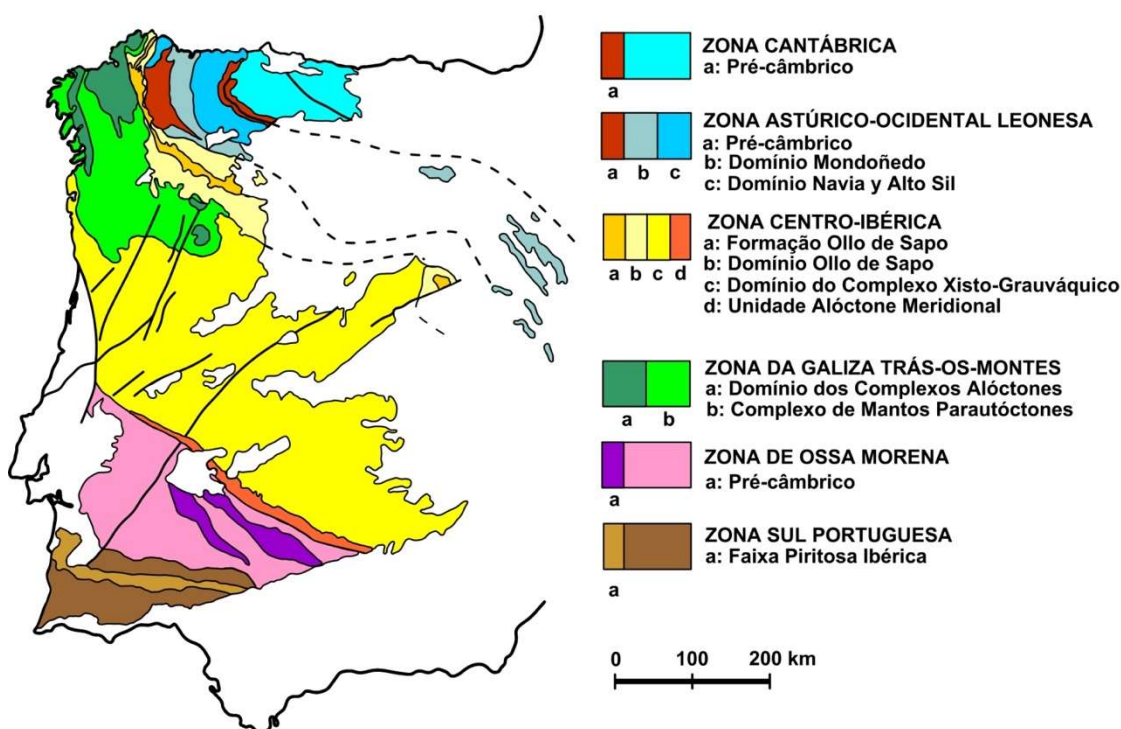 ZONA CANTÁBRICA
a: Pré-câmbrico
a
ZONA ASTÚRICO-OCIDENTAL LEONESA
a: Pré-câmbrico
b: Domínio Mondoñedo
c: Domínio Navia y Alto Sil
a b c
ZONA CENTRO-IBÉRICA
a: Formação Ollo de Sapo
b: Domínio Ollo de Sapo
c: Domínio do Complexo Xisto-Grauváquico
d: Unidade Alóctone Meridional
a b c d
ZONA DA GALIZA TRÁS-OS-MONTES
a: Domínio dos Complexos Alóctones
b: Complexo de Mantos Parautóctones
a b
ZONA DE OSSA MORENA
a: Pré-câmbrico
a
ZONA SUL PORTUGUESA
a: Faixa Piritosa Ibérica
a
0 100 200 km